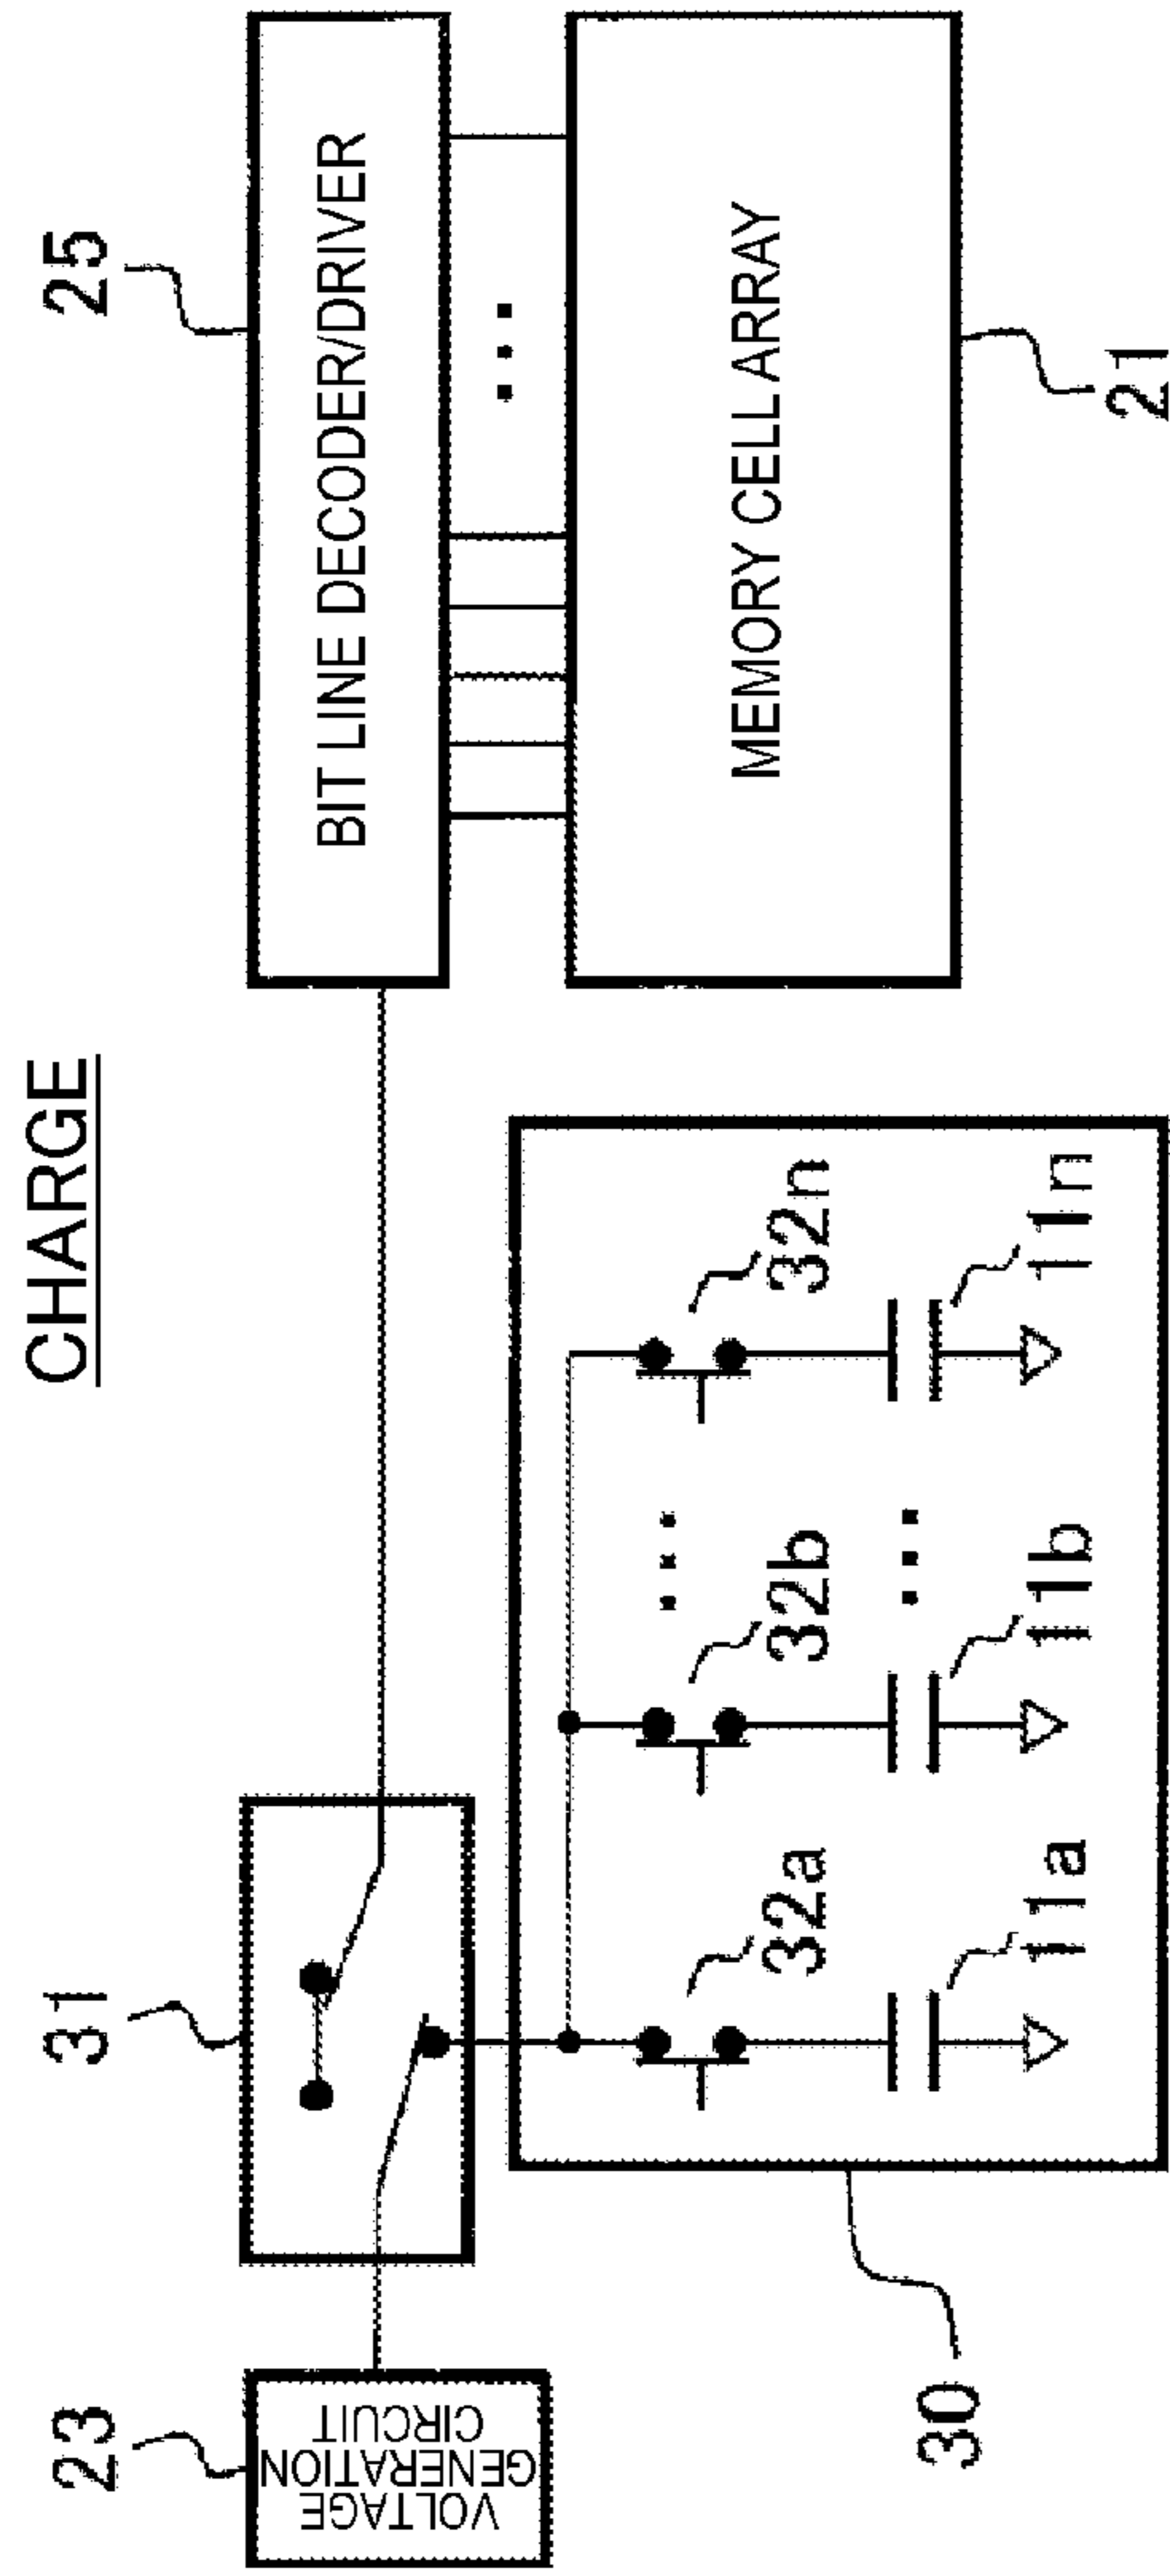 CHARGE
23
31
25
VOLTAGE
GENERATION
CIRCUIT
BIT LINE DECODER/DRIVER
...
32a
32b
...
32n
MEMORY CELL ARRAY
11a
11b
...
11n
30
21